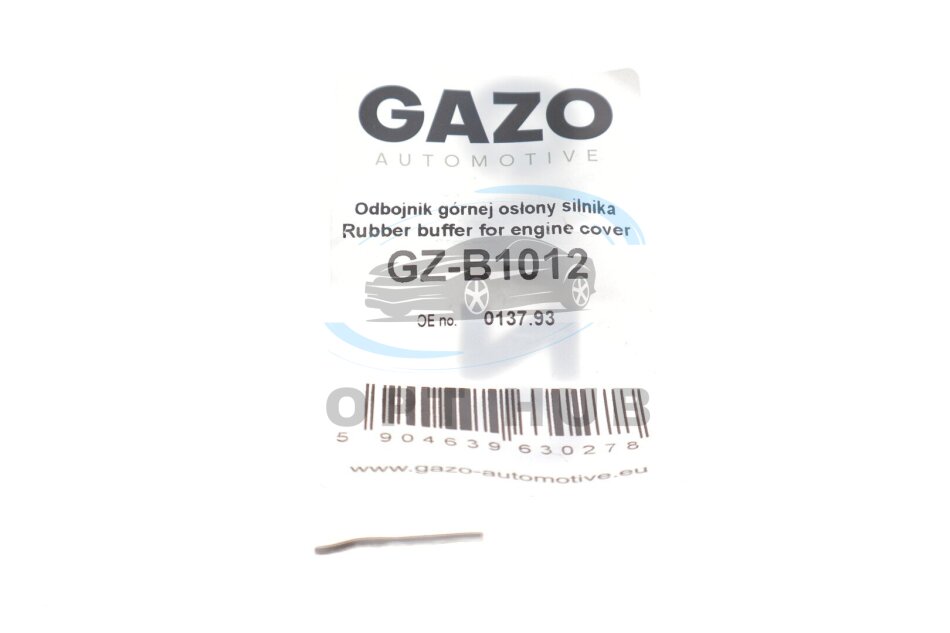 GAZO
AUTOMOTIVE
Odbojnik górnej osłony silnika
Rubber buffer for engine cover
GZ-B1012
OE no. 0137.93
OPTIHUB
5 904639 630278
www.gazo-automotive.eu